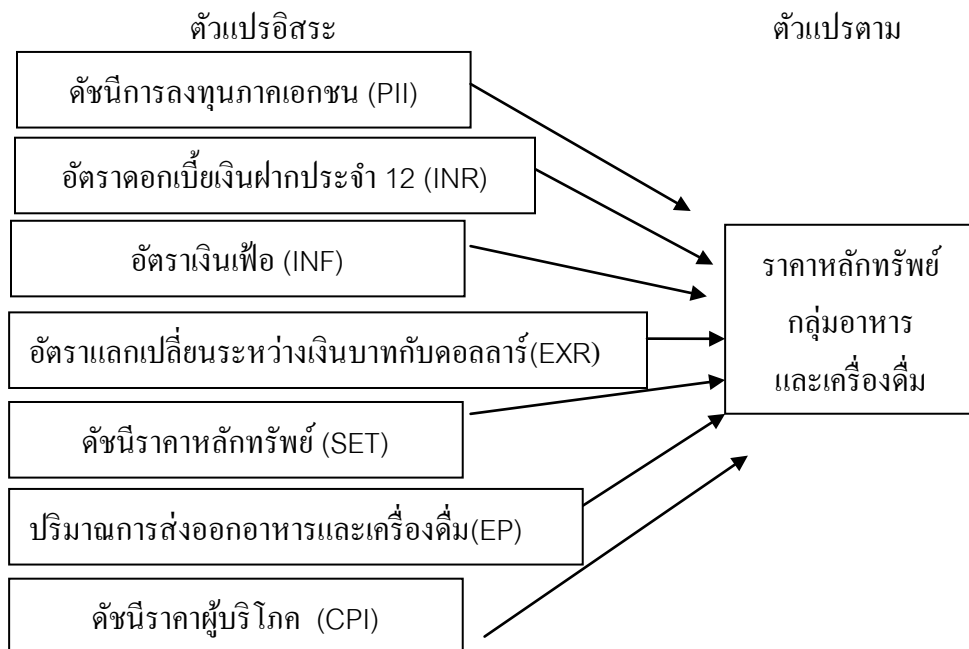 ตัวแปรอิสระ
ตัวแปรตาม
ดัชนีการลงทุนภาคเอกชน (PII)
อัตราดอกเบี้ยเงินฝากประจำ 12 (INR)
อัตราเงินเฟ้อ (INF)
อัตราแลกเปลี่ยนระหว่างเงินบาทกับดอลลาร์(EXR)
ดัชนีราคาหลักทรัพย์ (SET)
ปริมาณการส่งออกอาหารและเครื่องดื่ม(EP)
ดัชนีราคาผู้บริโภค (CPI)
ราคาหลักทรัพย์
กลุ่มอาหาร
และเครื่องดื่ม